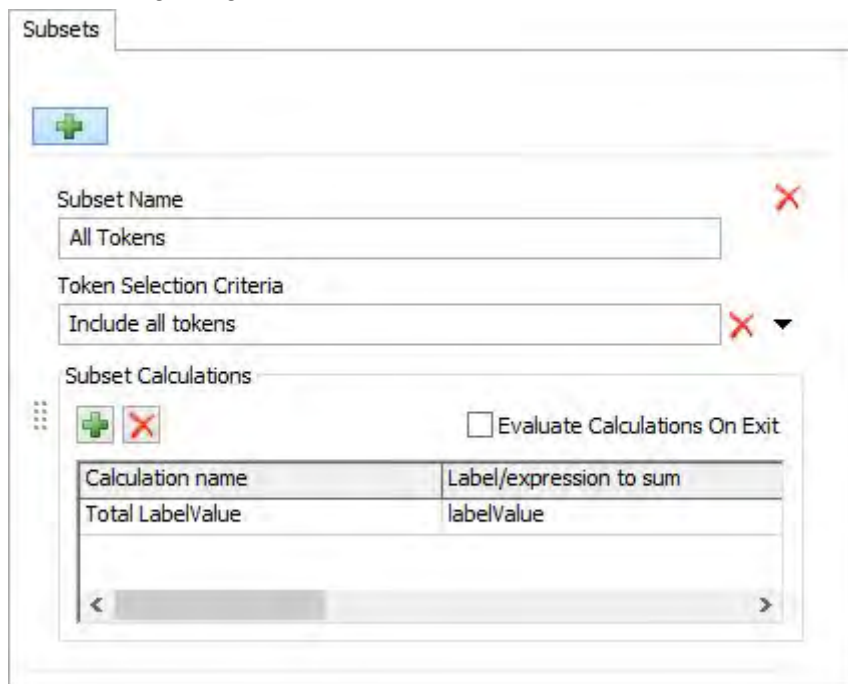 Subsets
Subset Name
All Tokens
Token Selection Criteria
Include all tokens
Subset Calculations
Evaluate Calculations On Exit
Calculation name Label/expression to sum
Total LabelValue labelValue